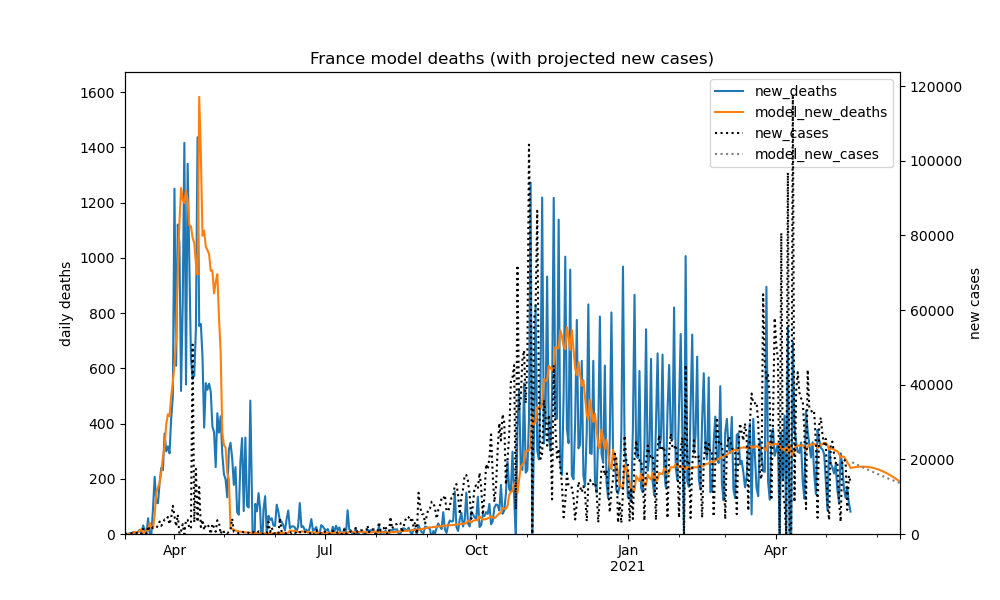 France model deaths (with projected new cases)
new_deaths
model_new_deaths
new_cases
model_new_cases
daily deaths
new cases
1600
1400
1200
1000
800
600
400
200
0
120000
100000
80000
60000
40000
20000
0
Apr
Jul
Oct
Jan
2021
Apr